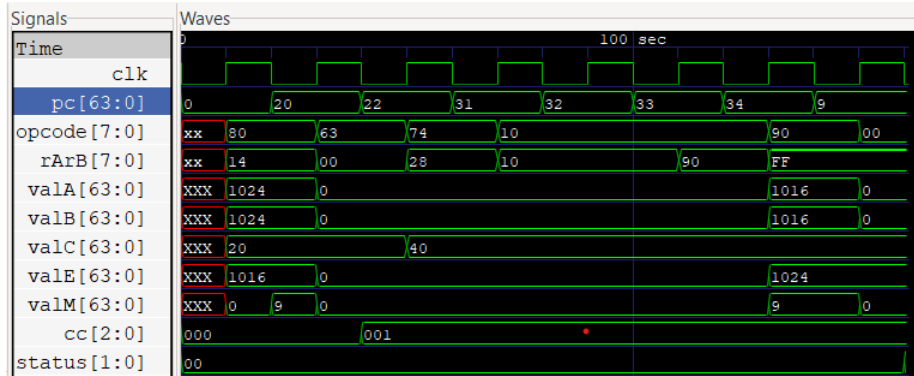 Signals Waves
Time 0 100 sec
clk
pc[63:0] 0 20 22 31 32 33 34 9
opcode[7:0] xx 80 63 74 10 90 00
rArB[7:0] xx 14 00 28 10 90 FF
valA[63:0] XXX 1024 0 1016 0
valB[63:0] XXX 1024 0 1016 0
valC[63:0] XXX 20 40
valE[63:0] XXX 1016 0 1024
valM[63:0] XXX 0 9 0 9 0
cc[2:0] 000 001
status[1:0] 00